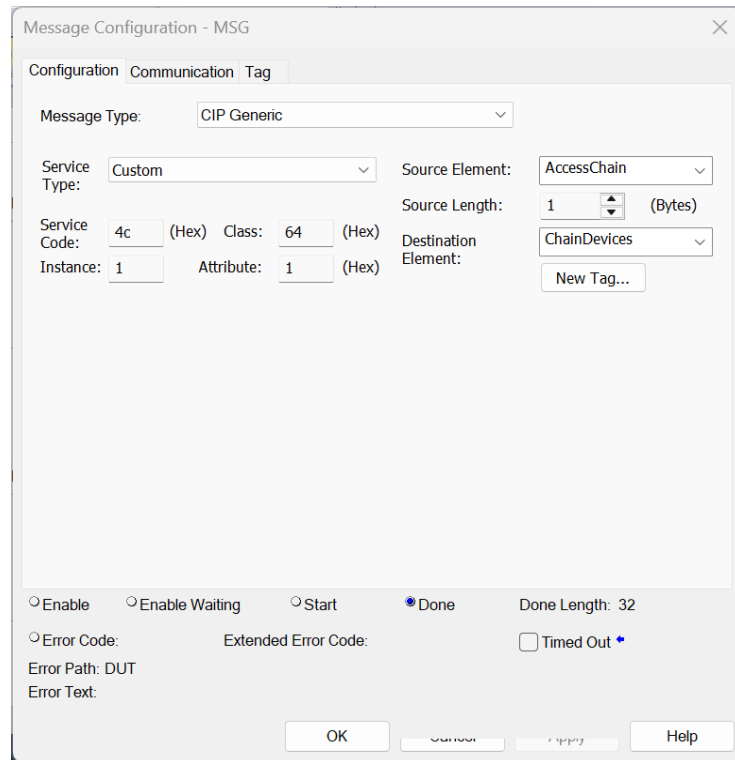 Message Configuration - MSG
Configuration Communication Tag
Message Type: CIP Generic
Service Type: Custom
Source Element: AccessChain
Source Length: 1 (Bytes)
Service Code: 4c (Hex) Class: 64 (Hex)
Destination Element: ChainDevices
Instance: 1 Attribute: 1 (Hex)
New Tag...
Enable Enable Waiting Start Done Done Length: 32
Error Code: Extended Error Code: Timed Out
Error Path: DUT
Error Text:
OK Help